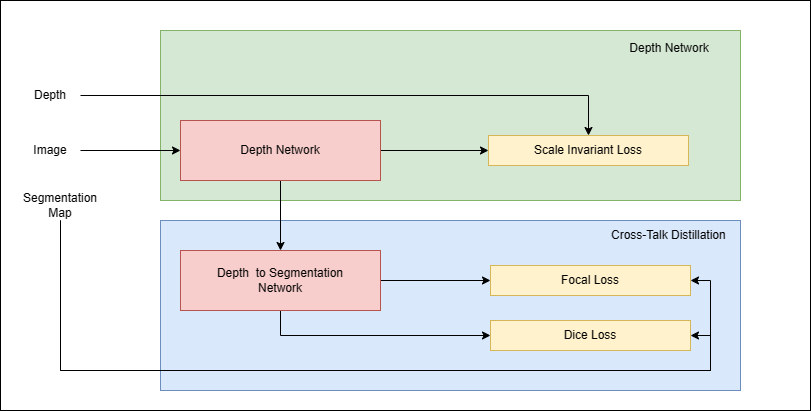 Depth Network
Depth
Image
Depth Network
Scale Invariant Loss
Segmentation
Map
Cross-Talk Distillation
Depth to Segmentation
Network
Focal Loss
Dice Loss